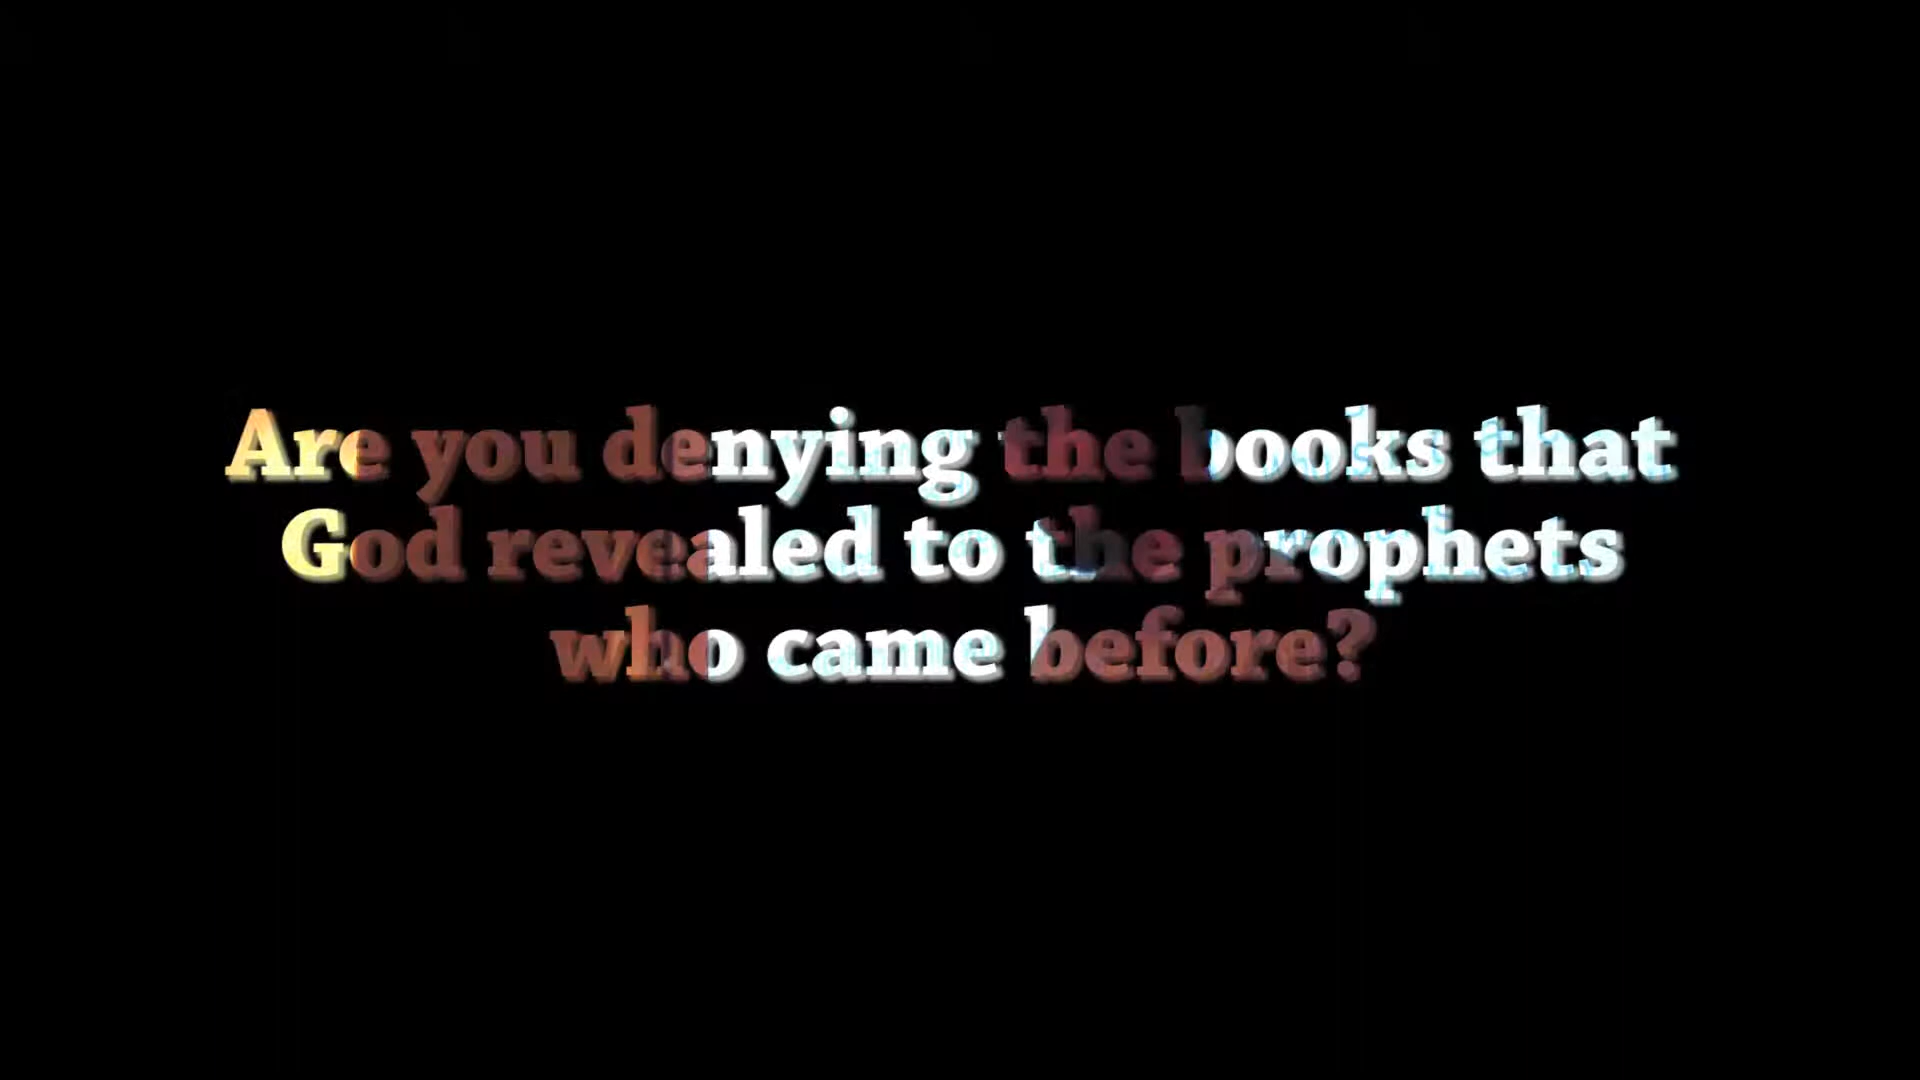 Are you denying the books that
God revealed to the prophets
who came before?